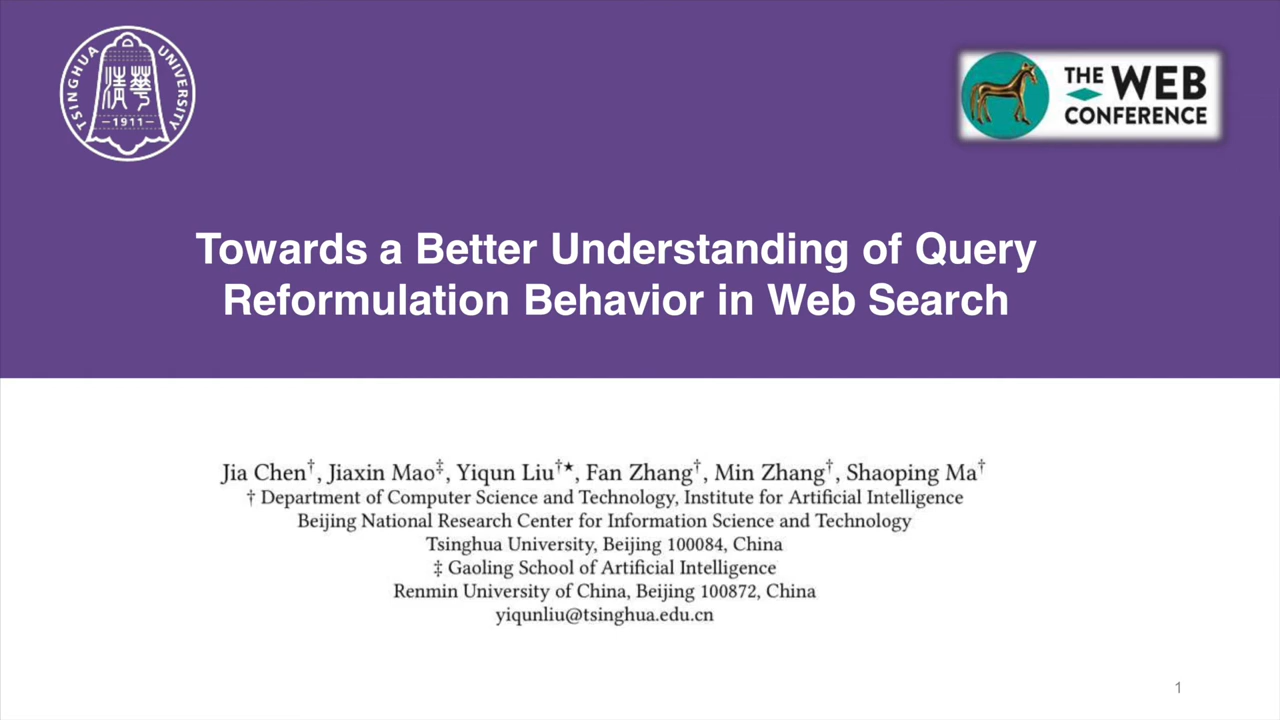 TSINGHUA UNIVERSITY
清華
1911
THE WEB
CONFERENCE
Towards a Better Understanding of Query
Reformulation Behavior in Web Search
Jia Chen†, Jiaxin Mao‡, Yiqun Liu†★, Fan Zhang†, Min Zhang†, Shaoping Ma†
† Department of Computer Science and Technology, Institute for Artificial Intelligence
Beijing National Research Center for Information Science and Technology
Tsinghua University, Beijing 100084, China
‡ Gaoling School of Artificial Intelligence
Renmin University of China, Beijing 100872, China
yiqunliu@tsinghua.edu.cn
1